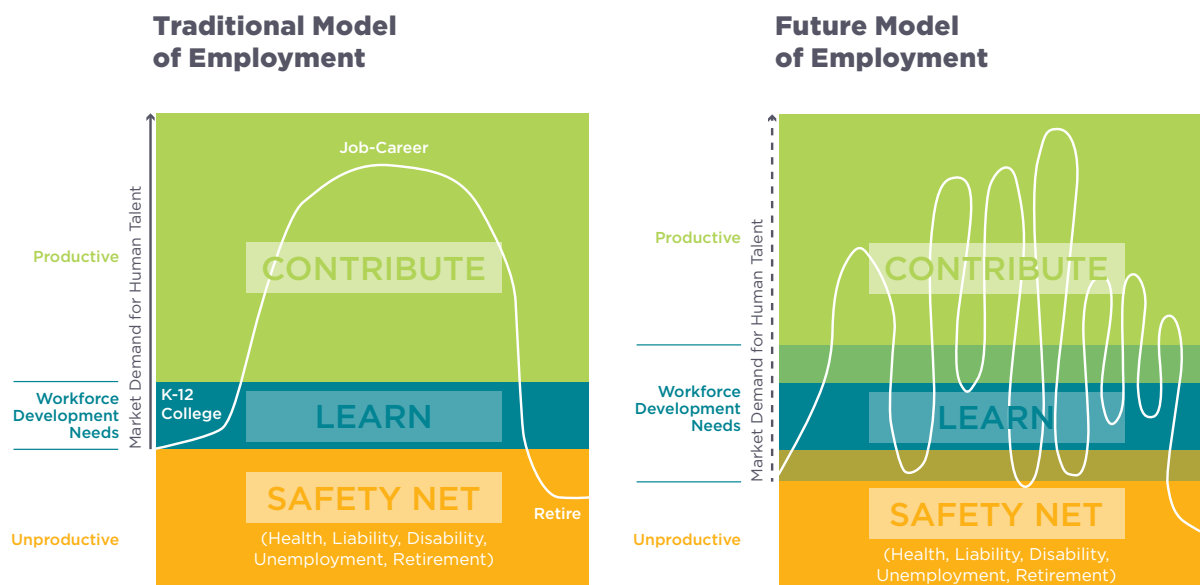 Traditional Model
of Employment
Job-Career
Productive
CONTRIBUTE
Market Demand for Human Talent
K-12
College
Workforce
Development
Needs
LEARN
SAFETY NET
Retire
Unproductive
(Health, Liability, Disability,
Unemployment, Retirement)
Future Model
of Employment
Productive
CONTRIBUTE
Market Demand for Human Talent
Workforce
Development
Needs
LEARN
SAFETY NET
Unproductive
(Health, Liability, Disability,
Unemployment, Retirement)